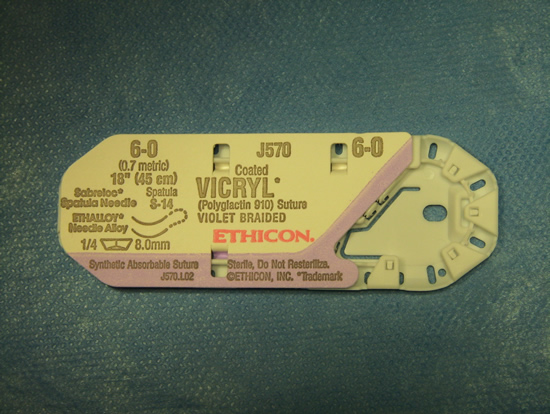 6-0 J570 6-0
(0.7 metric)
18" (45 cm)
Sabreloc* Spatula
Spatula Needle S-14
ETHALLOY*
Needle Alloy
1/4 8.0mm
Coated
VICRYL*
(Polyglactin 910) Suture
VIOLET BRAIDED
ETHICON.
Synthetic Absorbable Suture
J570.L02
Sterile, Do Not Resterilize.
©ETHICON, INC. *Trademark